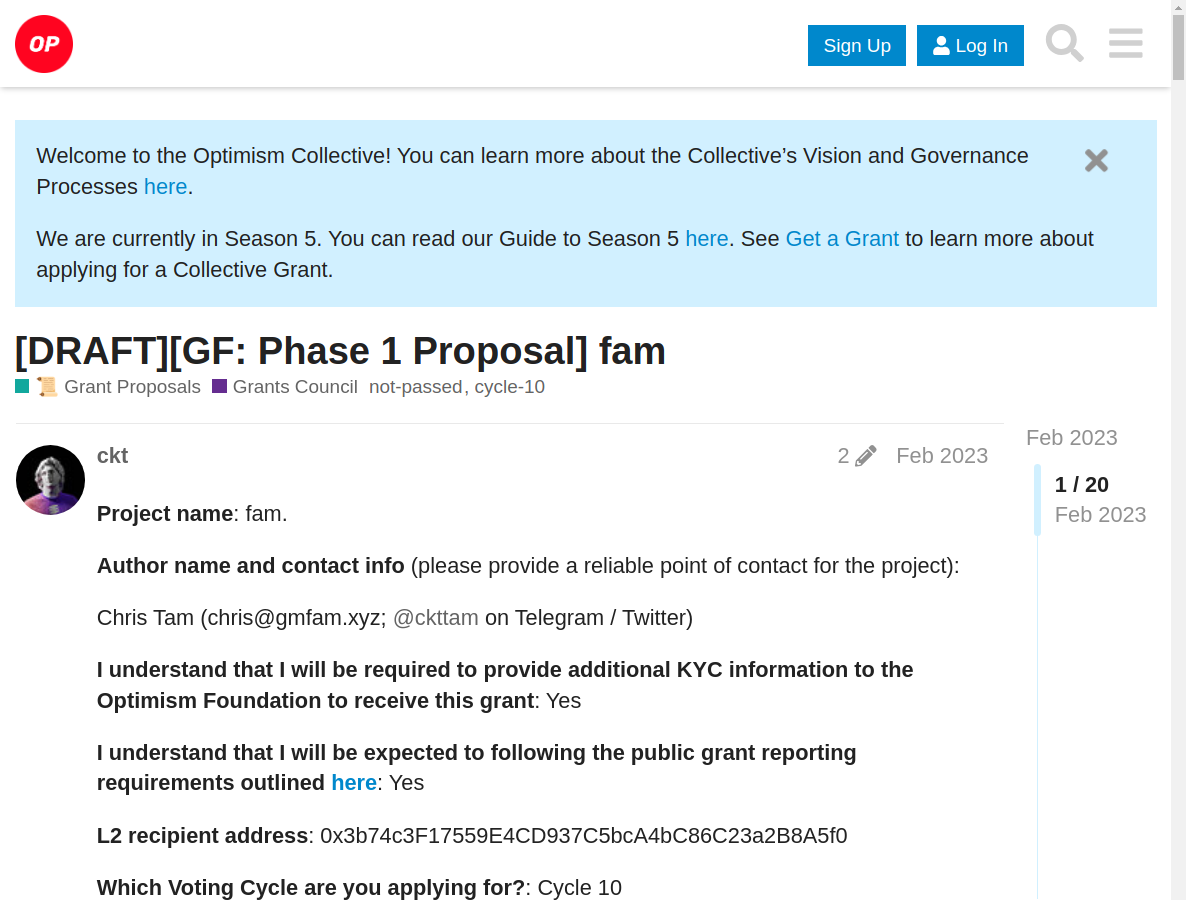 OP
Sign Up
Log In
Welcome to the Optimism Collective! You can learn more about the Collective’s Vision and Governance
Processes here.
We are currently in Season 5. You can read our Guide to Season 5 here. See Get a Grant to learn more about
applying for a Collective Grant.
[DRAFT][GF: Phase 1 Proposal] fam
📜 Grant Proposals Grants Council not-passed, cycle-10
ckt
2
Feb 2023
Feb 2023
1 / 20
Feb 2023
Project name: fam.
Author name and contact info (please provide a reliable point of contact for the project):
Chris Tam (chris@gmfam.xyz; @ckttam on Telegram / Twitter)
I understand that I will be required to provide additional KYC information to the
Optimism Foundation to receive this grant: Yes
I understand that I will be expected to following the public grant reporting
requirements outlined here: Yes
L2 recipient address: 0x3b74c3F17559E4CD937C5bcA4bC86C23a2B8A5f0
Which Voting Cycle are you applying for?: Cycle 10